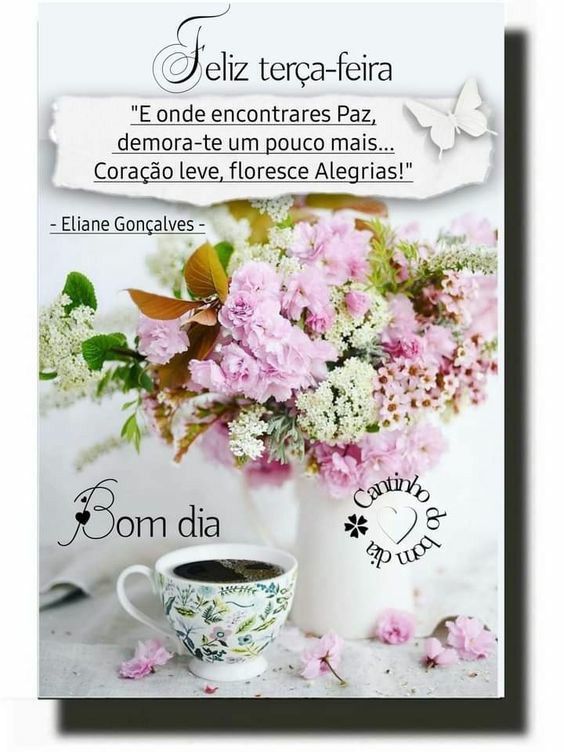 Feliz terça-feira
"E onde encontrares Paz,
demora-te um pouco mais...
Coração leve, floresce Alegrias!"
- Eliane Gonçalves -
Bom dia
Cantinho do bom dia